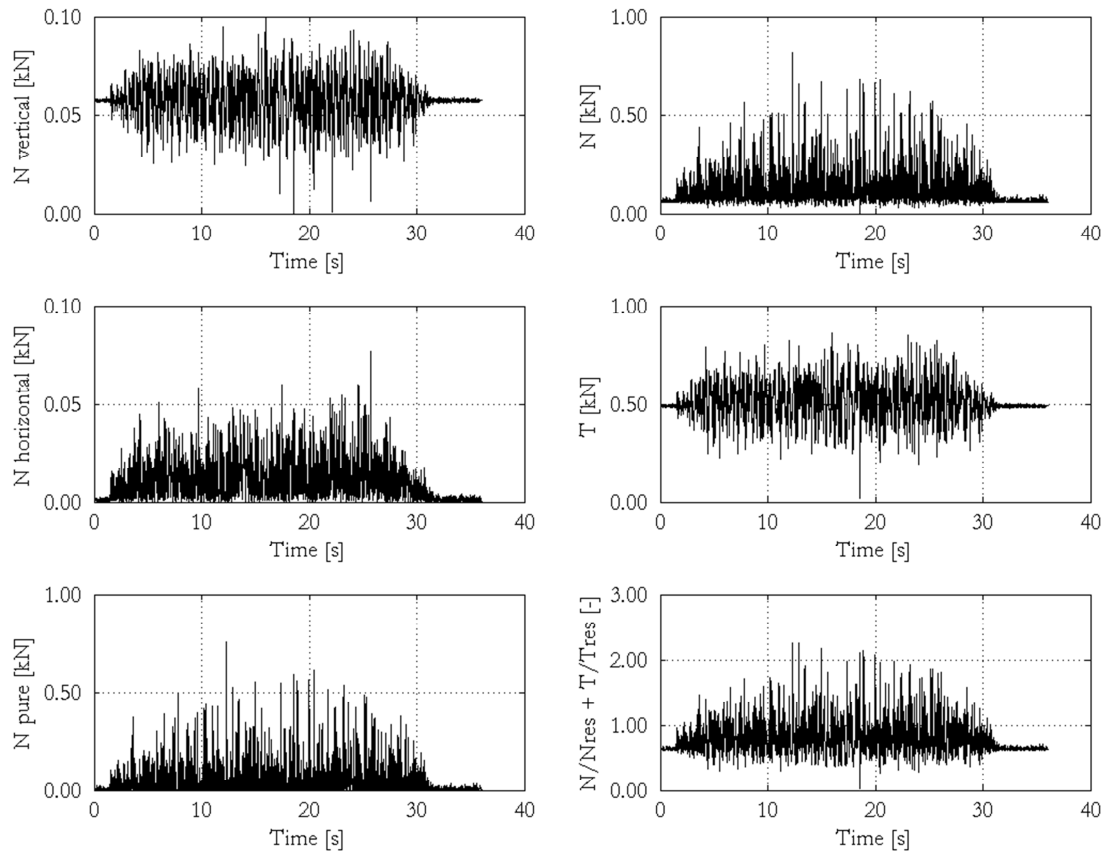 0.10
0.05
0.00
N vertical [kN]
0 10 20 30 40
Time [s]
1.00
0.50
0.00
N [kN]
0 10 20 30 40
Time [s]
0.10
0.05
0.00
N horizontal [kN]
0 10 20 30 40
Time [s]
1.00
0.50
0.00
T [kN]
0 10 20 30 40
Time [s]
1.00
0.50
0.00
N pure [kN]
0 10 20 30 40
Time [s]
3.00
2.00
1.00
0.00
N/Nres + T/Tres [-]
0 10 20 30 40
Time [s]